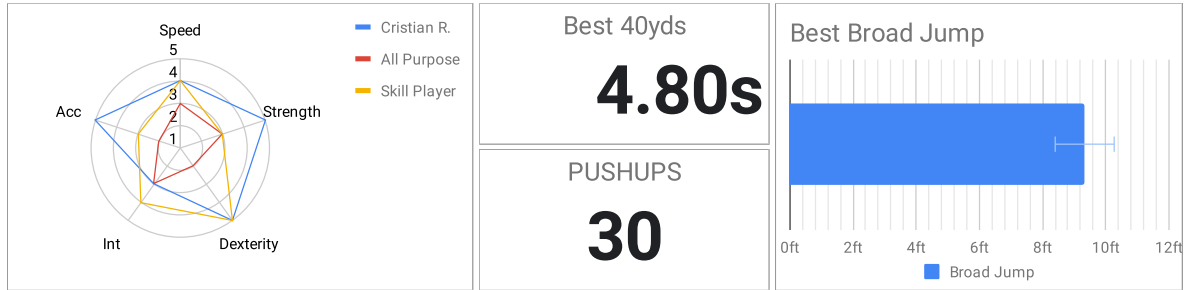 Speed
5
4
3
2
1
Acc
Strength
Int
Dexterity
Cristian R.
All Purpose
Skill Player
Best 40yds
4.80s
PUSHUPS
30
Best Broad Jump
0ft 2ft 4ft 6ft 8ft 10ft 12ft
Broad Jump